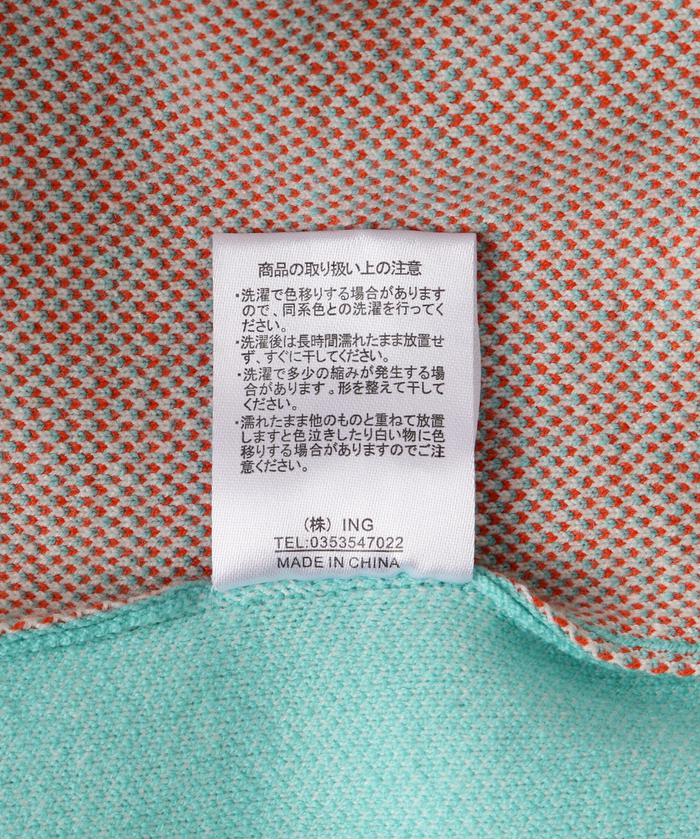 商品の取り扱い上の注意
・洗濯で色移りする場合があります
ので、同系色との洗濯を行ってく
ださい。
・洗濯後は長時間濡れたまま放置せ
ず、すぐに干してください。
・洗濯で多少の縮みが発生する場
合があります。形を整えて干して
ください。
・濡れたまま他のものと重ねて放置
しますと色泣きしたり白い物に色
移りする場合がありますのでご注
意ください。
（株）ING
TEL:0353547022
MADE IN CHINA